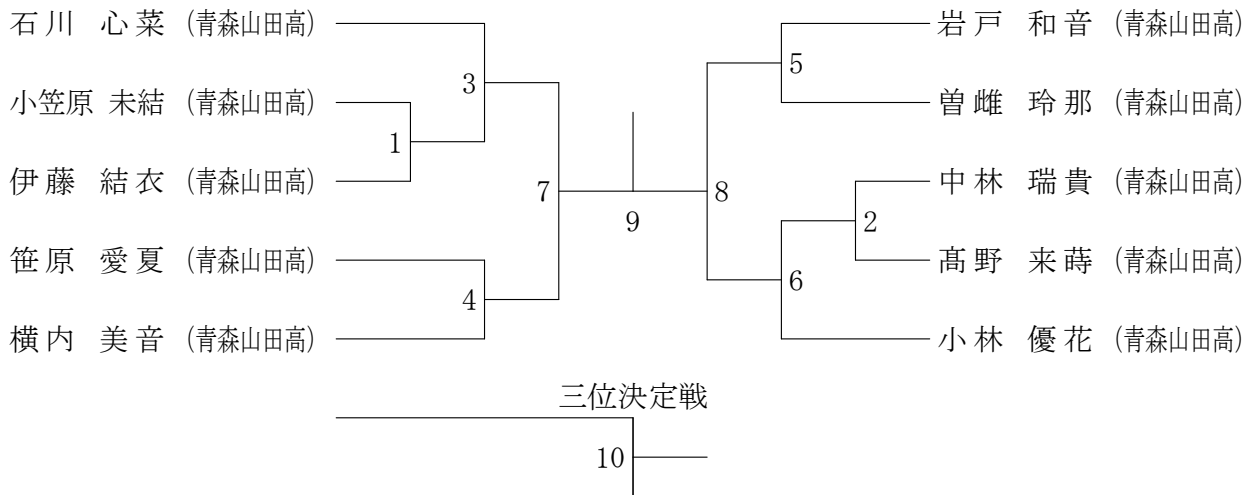 石川 心菜 (青森山田高)
小笠原 未結 (青森山田高)
伊藤 結衣 (青森山田高)
笹原 愛夏 (青森山田高)
横内 美音 (青森山田高)
3
1
7
4
9
5
8
2
6
岩戸 和音 (青森山田高)
曽雌 玲那 (青森山田高)
中林 瑞貴 (青森山田高)
髙野 来蒔 (青森山田高)
小林 優花 (青森山田高)
三位決定戦
10